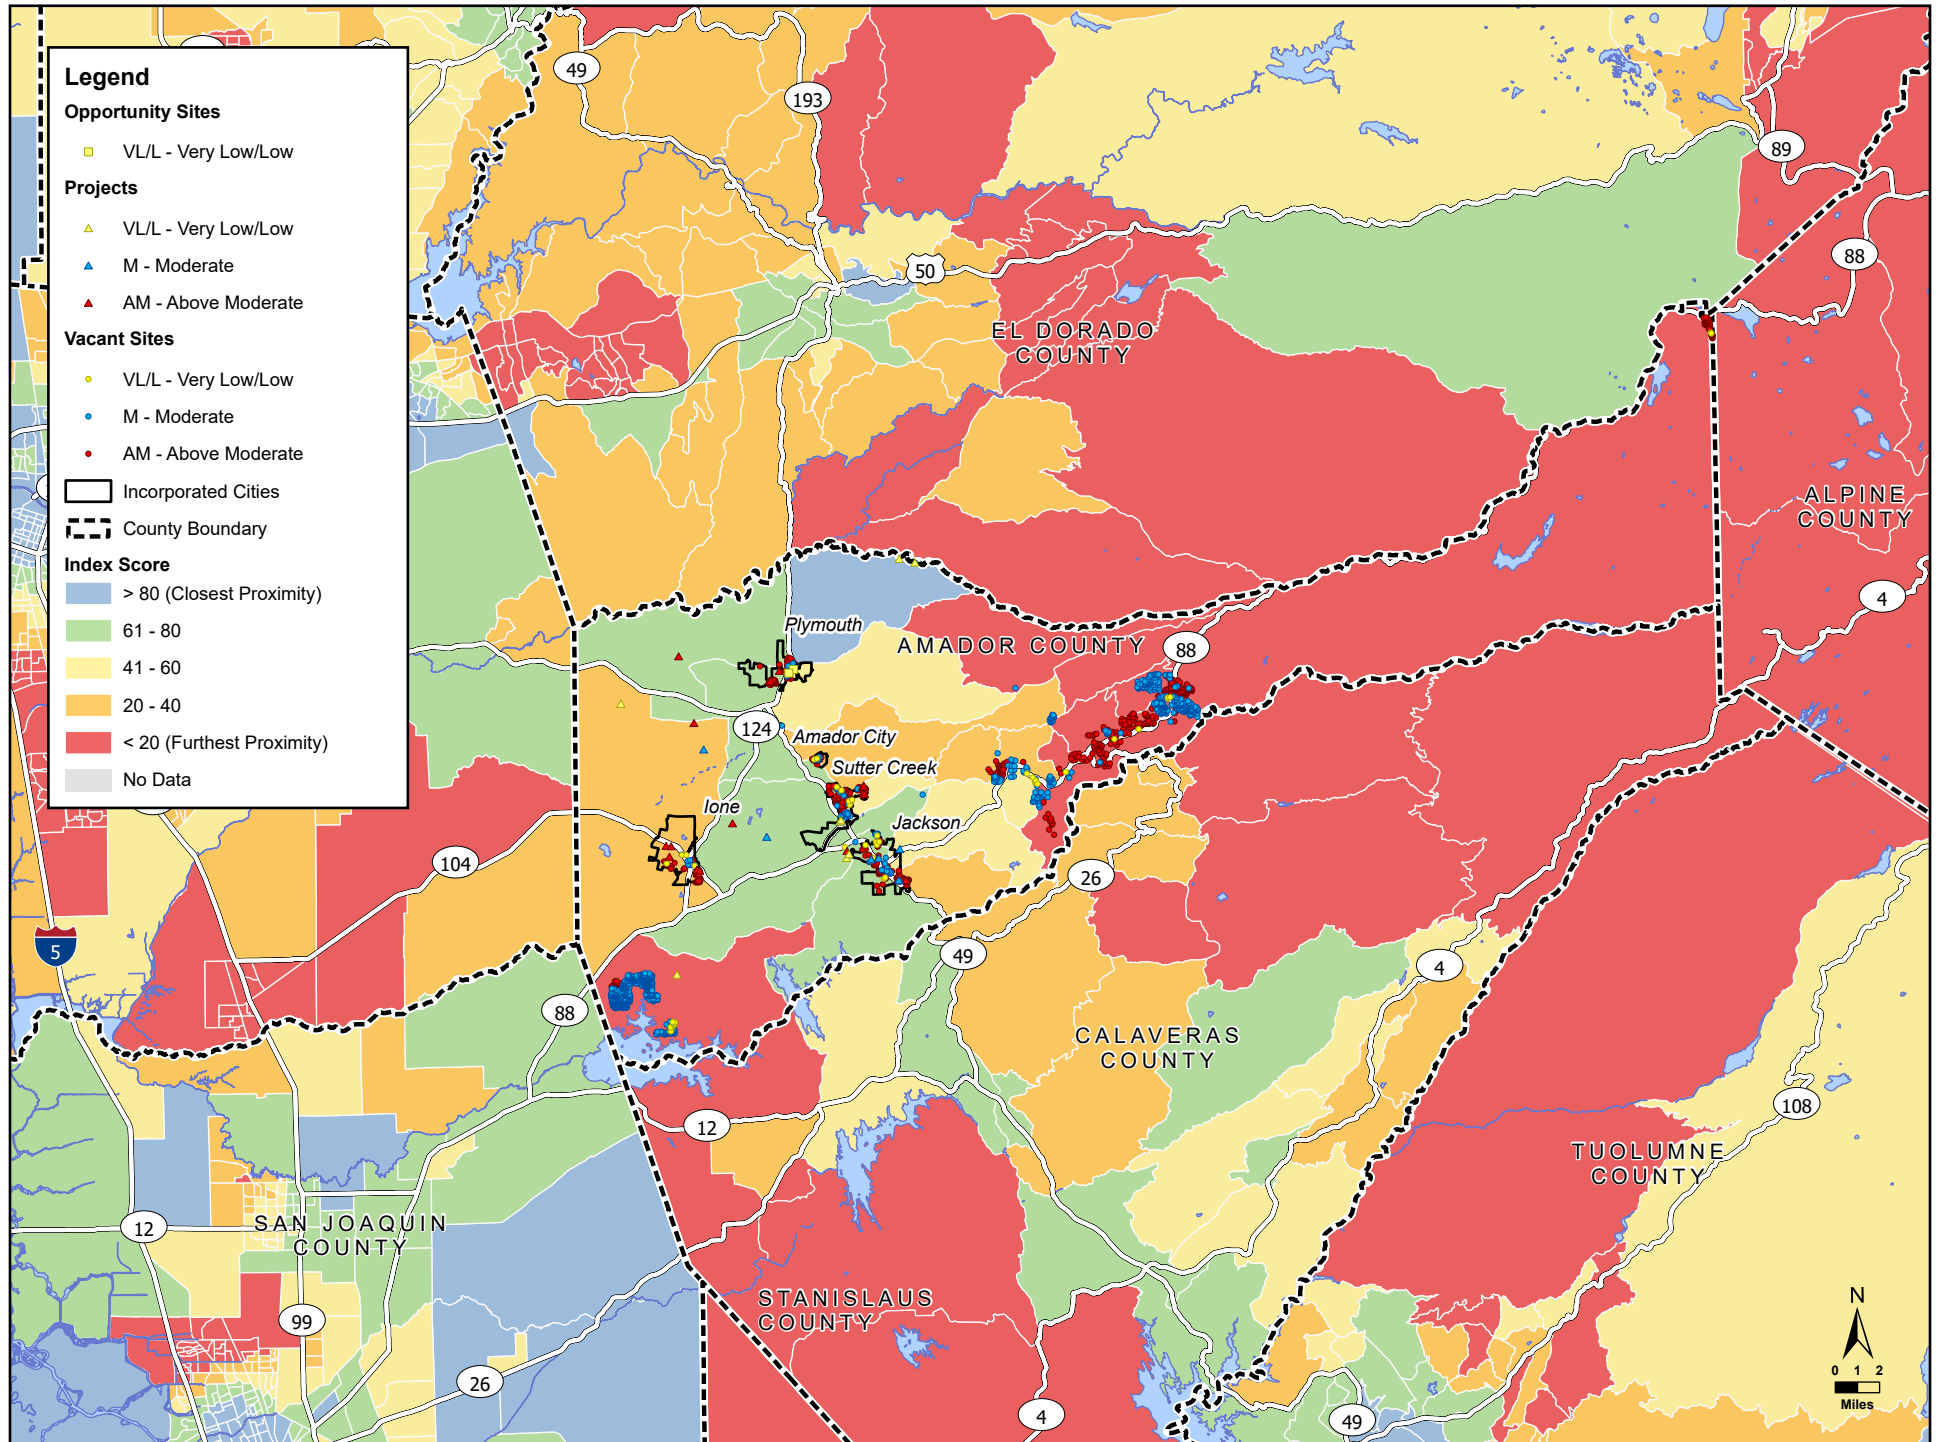 Legend
Opportunity Sites
VL/L - Very Low/Low
Projects
VL/L - Very Low/Low
M - Moderate
AM - Above Moderate
Vacant Sites
VL/L - Very Low/Low
M - Moderate
AM - Above Moderate
Incorporated Cities
County Boundary
Index Score
> 80 (Closest Proximity)
61 - 80
41 - 60
20 - 40
< 20 (Furthest Proximity)
No Data
49
193
89
50
88
EL DORADO
COUNTY
ALPINE
COUNTY
4
Plymouth
AMADOR COUNTY
88
124
Amador City
Sutter Creek
Ione
Jackson
104
26
5
49
4
88
CALAVERAS
COUNTY
12
108
TUOLUMNE
COUNTY
12
SAN JOAQUIN
COUNTY
STANISLAUS
COUNTY
99
26
4
49
N
0 1 2
Miles